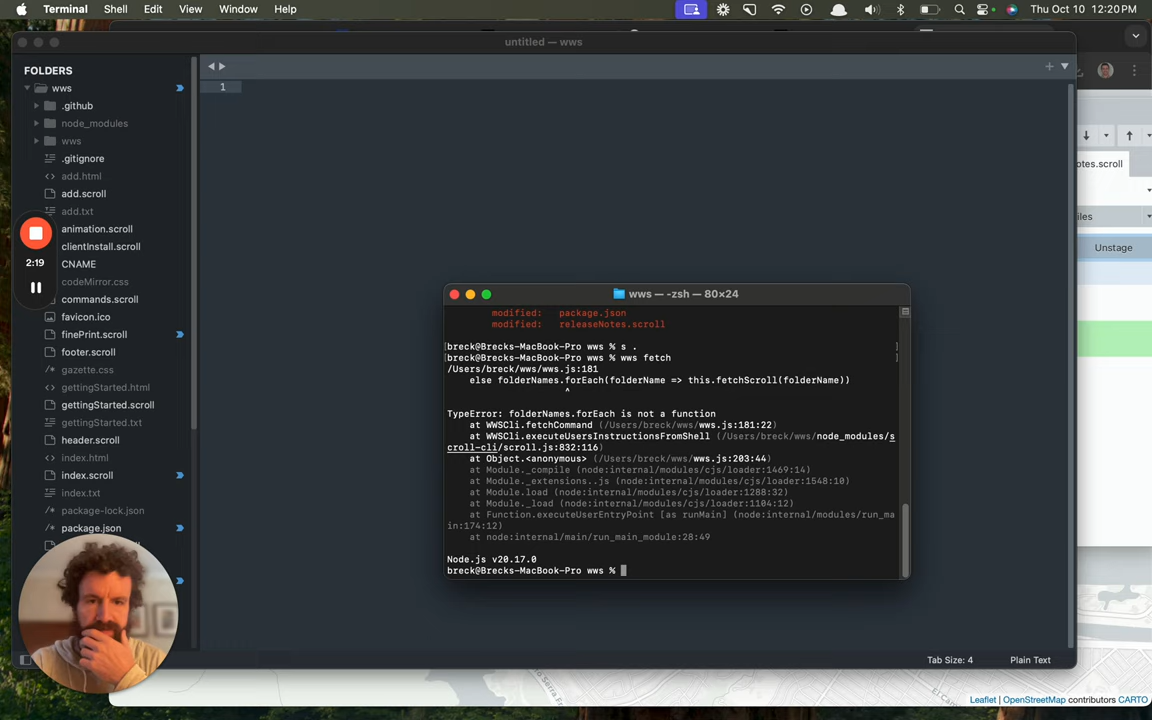 Terminal Shell Edit View Window Help
Thu Oct 10 12:20 PM
untitled — wws
FOLDERS
wws
.github
node_modules
wws
.gitignore
add.html
add.scroll
add.txt
animation.scroll
clientInstall.scroll
CNAME
codeMirror.css
commands.scroll
favicon.ico
finePrint.scroll
footer.scroll
gazette.css
gettingStarted.html
gettingStarted.scroll
gettingStarted.txt
header.scroll
index.html
index.scroll
index.txt
package-lock.json
package.json
1
2:19
wws — -zsh — 80×24
modified: package.json
modified: releaseNotes.scroll
[breck@Brecks-MacBook-Pro wws % s . ]
[breck@Brecks-MacBook-Pro wws % wws fetch ]
/Users/breck/wws/wws.js:181
else folderNames.forEach(folderName => this.fetchScroll(folderName))
^
TypeError: folderNames.forEach is not a function
at WWSCli.fetchCommand (/Users/breck/wws/wws.js:181:22)
at WWSCli.executeUsersInstructionsFromShell (/Users/breck/wws/node_modules/s
croll-cli/scroll.js:832:116)
at Object.<anonymous> (/Users/breck/wws/wws.js:203:44)
at Module._compile (node:internal/modules/cjs/loader:1469:14)
at Module._extensions..js (node:internal/modules/cjs/loader:1548:10)
at Module.load (node:internal/modules/cjs/loader:1288:32)
at Module._load (node:internal/modules/cjs/loader:1104:12)
at Function.executeUserEntryPoint [as runMain] (node:internal/modules/run_ma
in:174:12)
at node:internal/main/run_main_module:28:49
Node.js v20.17.0
breck@Brecks-MacBook-Pro wws %
Tab Size: 4 Plain Text
otes.scroll
iles
Unstage
Leaflet | OpenStreetMap contributors CARTO